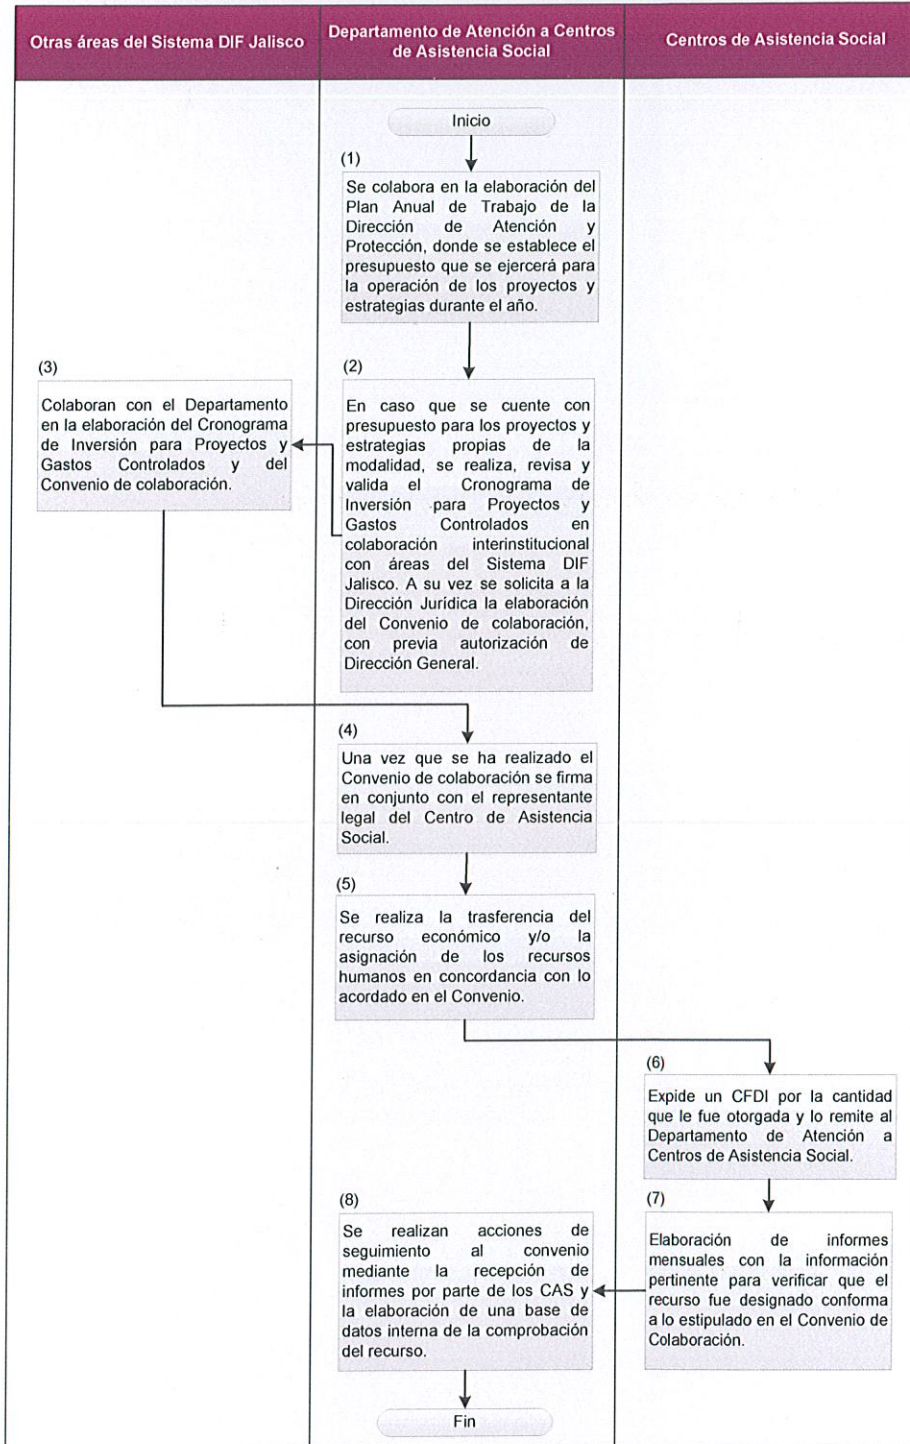 Otras áreas del Sistema DIF Jalisco
Departamento de Atención a Centros
de Asistencia Social
Centros de Asistencia Social
Inicio
(1)
Se colabora en la elaboración del
Plan Anual de Trabajo de la
Dirección de Atención y
Protección, donde se establece el
presupuesto que se ejercerá para
la operación de los proyectos y
estrategias durante el año.
(2)
En caso que se cuente con
presupuesto para los proyectos y
estrategias propias de la
modalidad, se realiza, revisa y
valida el Cronograma de
Inversión para Proyectos y
Gastos Controlados en
colaboración interinstitucional
con áreas del Sistema DIF
Jalisco. A su vez se solicita a la
Dirección Jurídica la elaboración
del Convenio de colaboración,
con previa autorización de
Dirección General.
(3)
Colaboran con el Departamento
en la elaboración del Cronograma
de Inversión para Proyectos y
Gastos Controlados y del
Convenio de colaboración.
(4)
Una vez que se ha realizado el
Convenio de colaboración se firma
en conjunto con el representante
legal del Centro de Asistencia
Social.
(5)
Se realiza la trasferencia del
recurso económico y/o la
asignación de los recursos
humanos en concordancia con lo
acordado en el Convenio.
(6)
Expide un CFDI por la cantidad
que le fue otorgada y lo remite al
Departamento de Atención a
Centros de Asistencia Social.
(7)
Elaboración de informes
mensuales con la información
pertinente para verificar que el
recurso fue designado conforma
a lo estipulado en el Convenio de
Colaboración.
(8)
Se realizan acciones de
seguimiento al convenio
mediante la recepción de
informes por parte de los CAS y
la elaboración de una base de
datos interna de la comprobación
del recurso.
Fin